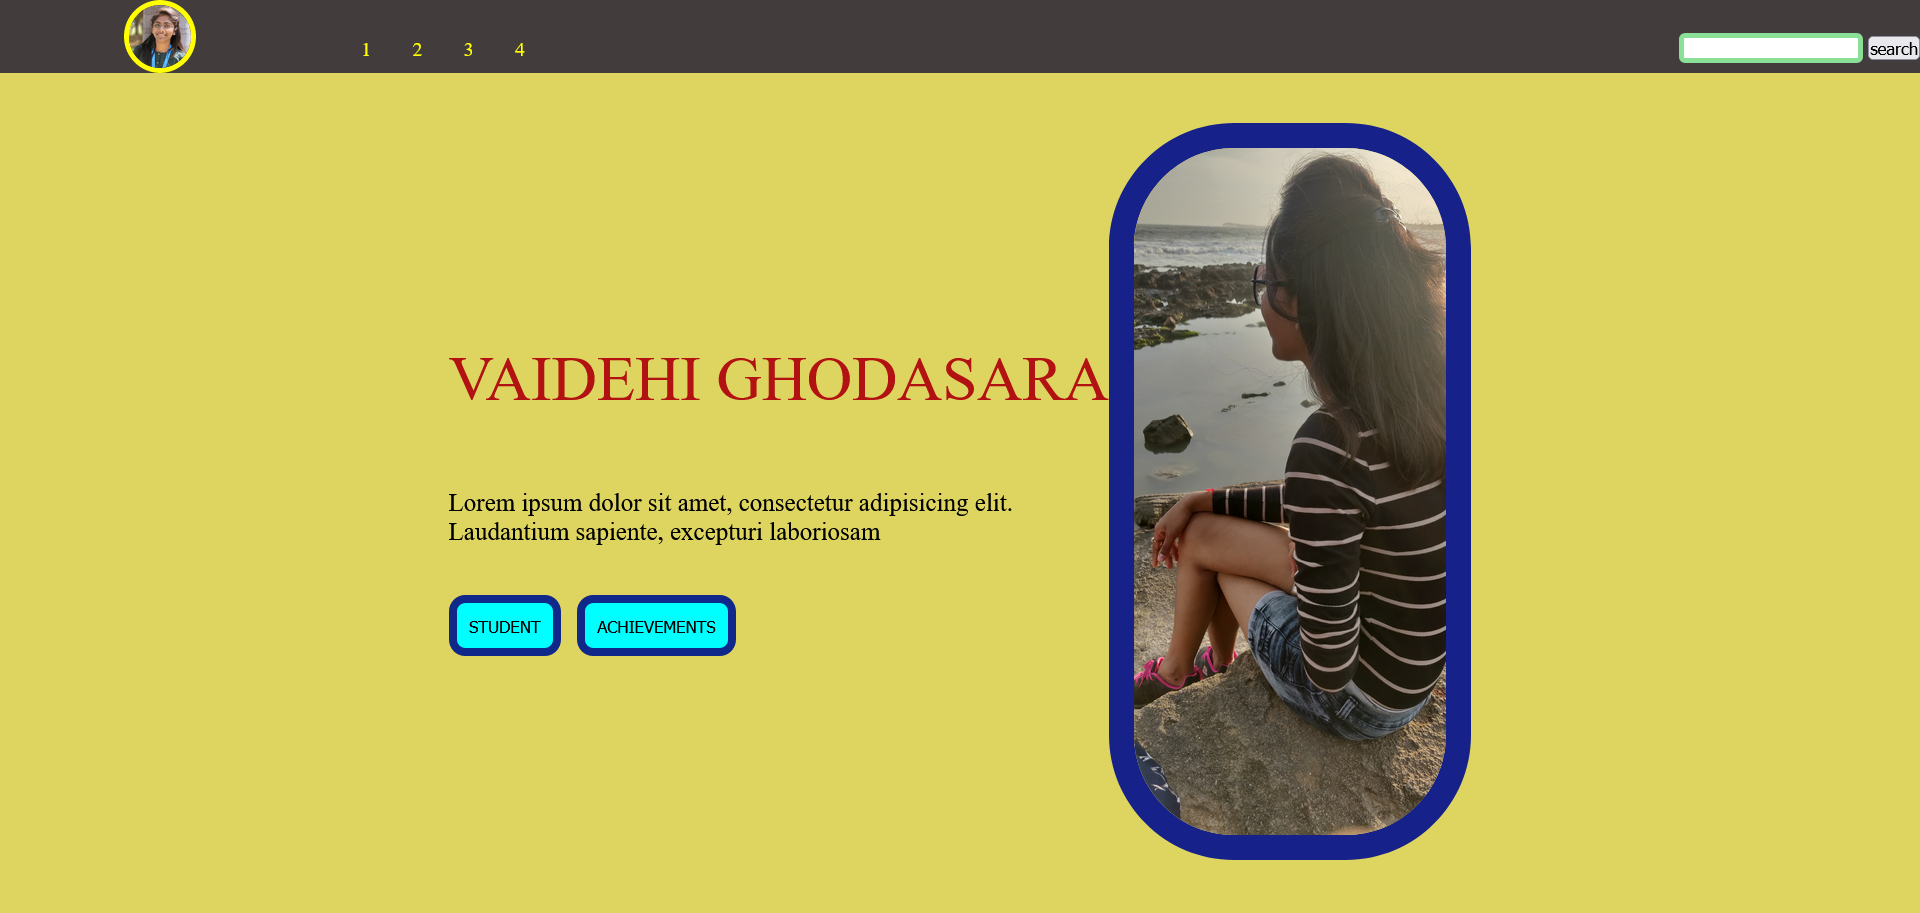 1 2 3 4
search
VAIDEHI GHODASARA
Lorem ipsum dolor sit amet, consectetur adipisicing elit.
Laudantium sapiente, excepturi laboriosam
STUDENT ACHIEVEMENTS